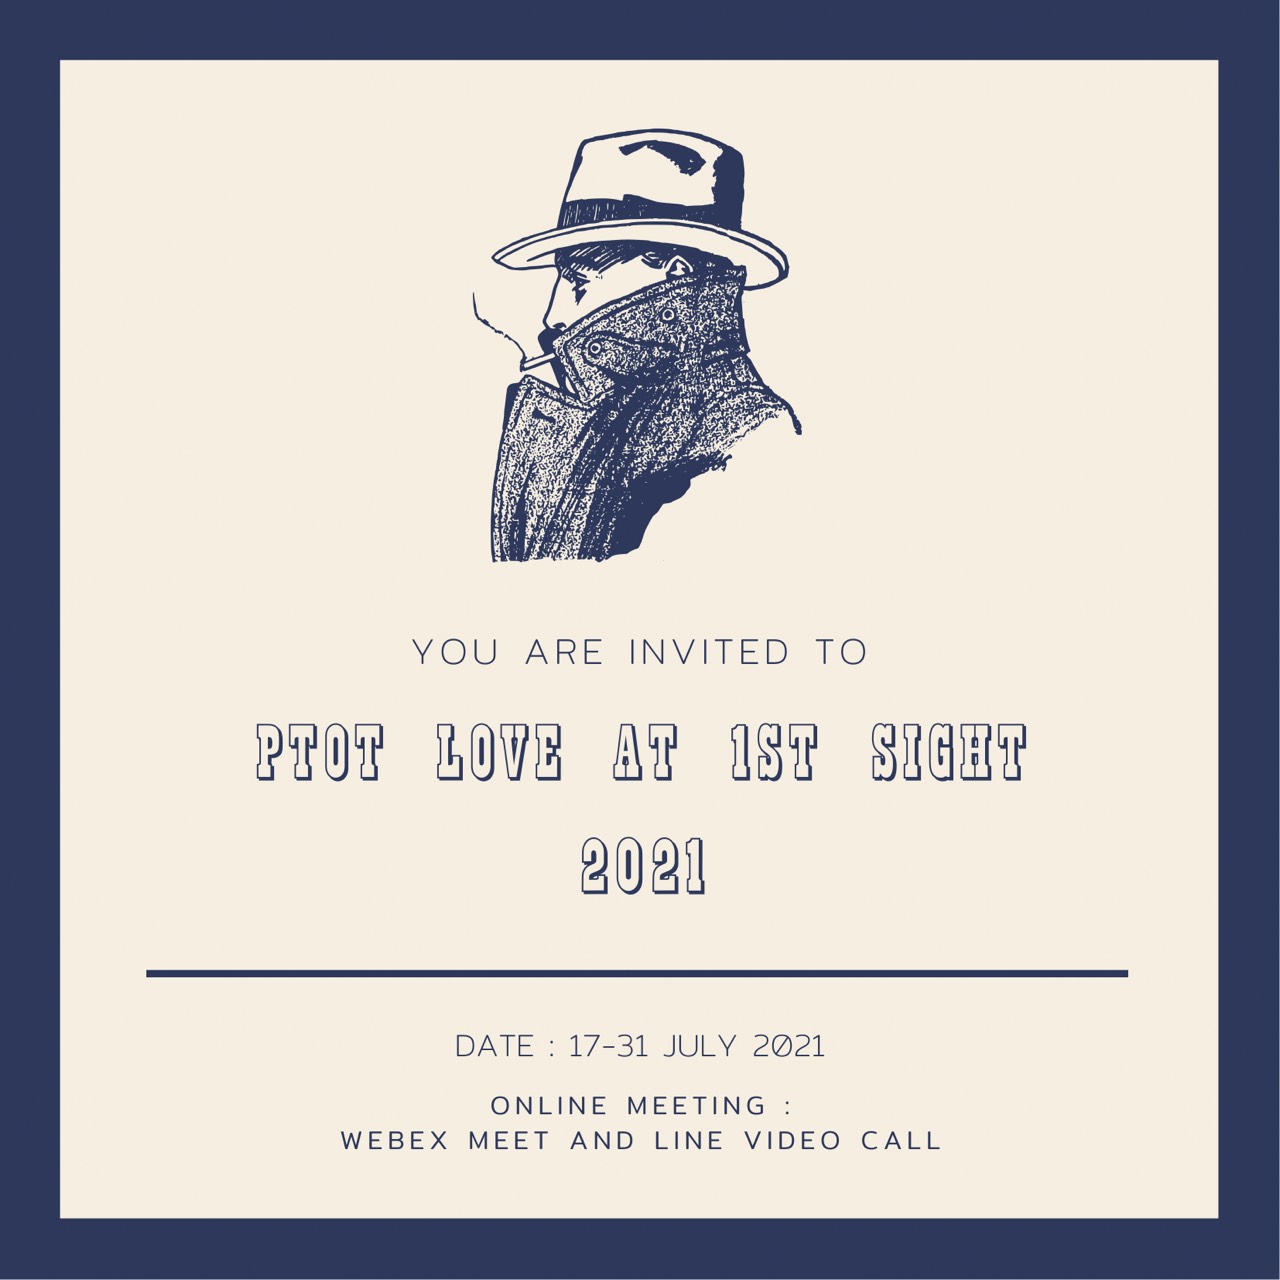 YOU ARE INVITED TO
PTOT LOVE AT 1ST SIGHT
2021
DATE : 17-31 JULY 2021
ONLINE MEETING :
WEBEX MEET AND LINE VIDEO CALL